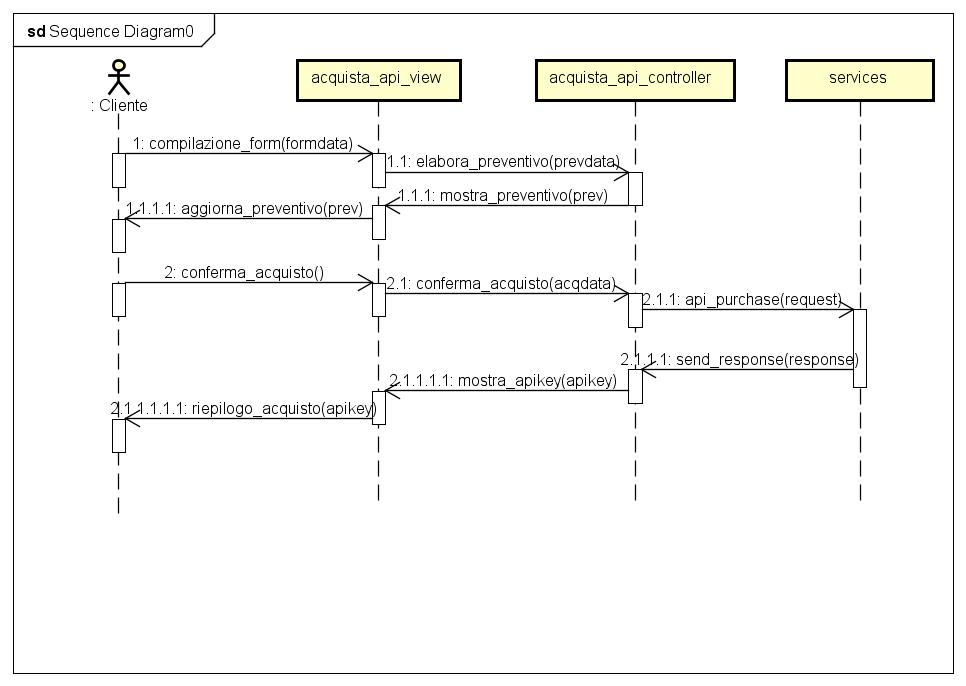 sd Sequence Diagram0
: Cliente
acquista_api_view
acquista_api_controller
services
1: compilazione_form(formdata)
1.1: elabora_preventivo(prevdata)
1.1.1: mostra_preventivo(prev)
1.1.1.1: aggiorna_preventivo(prev)
2: conferma_acquisto()
2.1: conferma_acquisto(acqdata)
2.1.1: api_purchase(request)
2.1.1.1: send_response(response)
2.1.1.1.1: mostra_apikey(apikey)
2.1.1.1.1.1: riepilogo_acquisto(apikey)